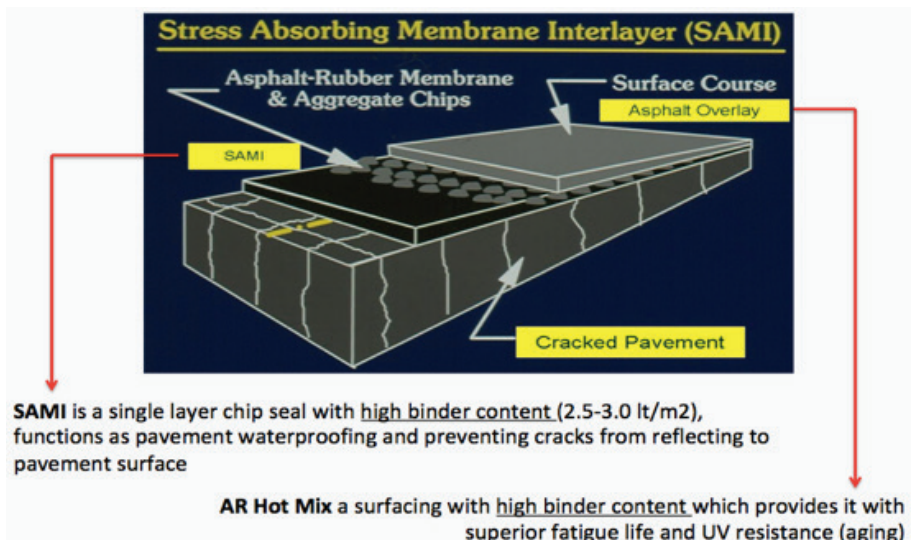 Stress Absorbing Membrane Interlayer (SAMI)
Asphalt-Rubber Membrane
& Aggregate Chips
Surface Course
Asphalt Overlay
SAMI
Cracked Pavement
SAMI is a single layer chip seal with high binder content (2.5-3.0 lt/m2),
functions as pavement waterproofing and preventing cracks from reflecting to
pavement surface
AR Hot Mix a surfacing with high binder content which provides it with
superior fatigue life and UV resistance (aging)